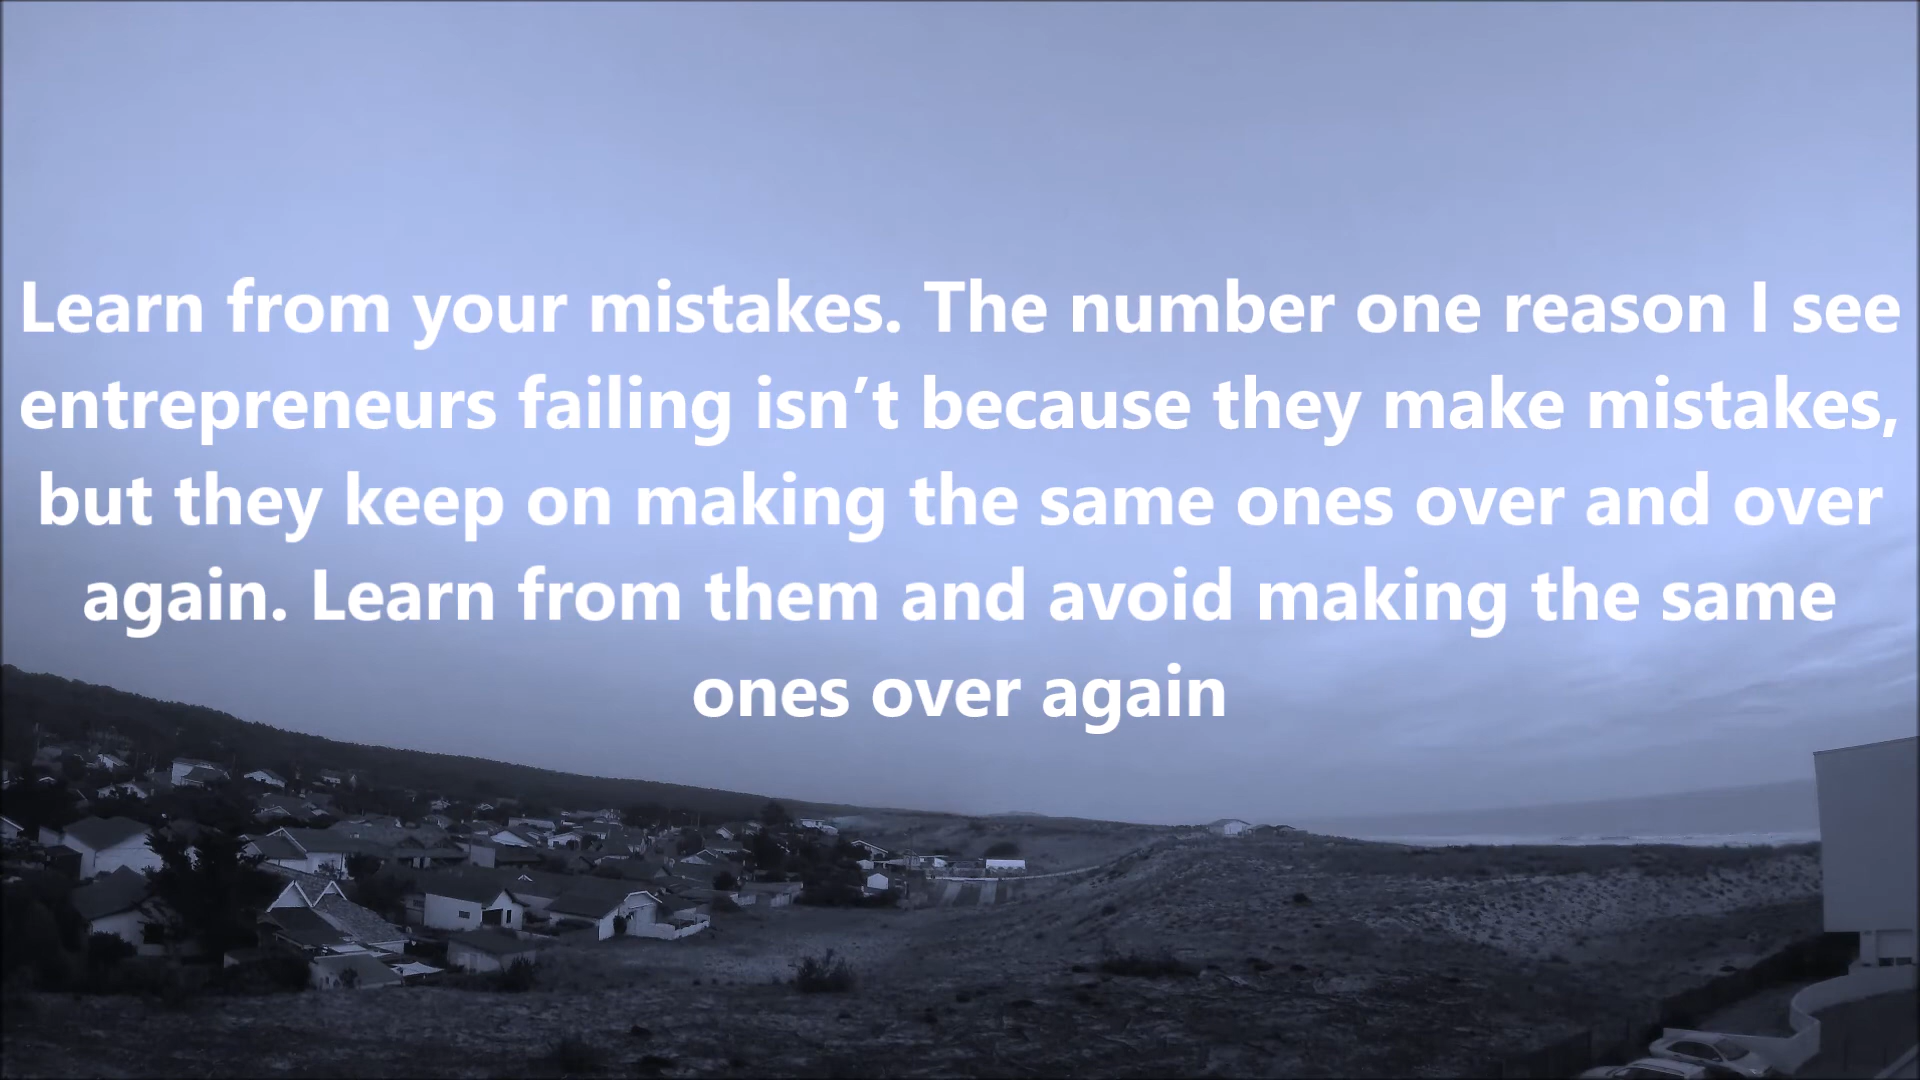 Learn from your mistakes. The number one reason I see
entrepreneurs failing isn’t because they make mistakes,
but they keep on making the same ones over and over
again. Learn from them and avoid making the same
ones over again